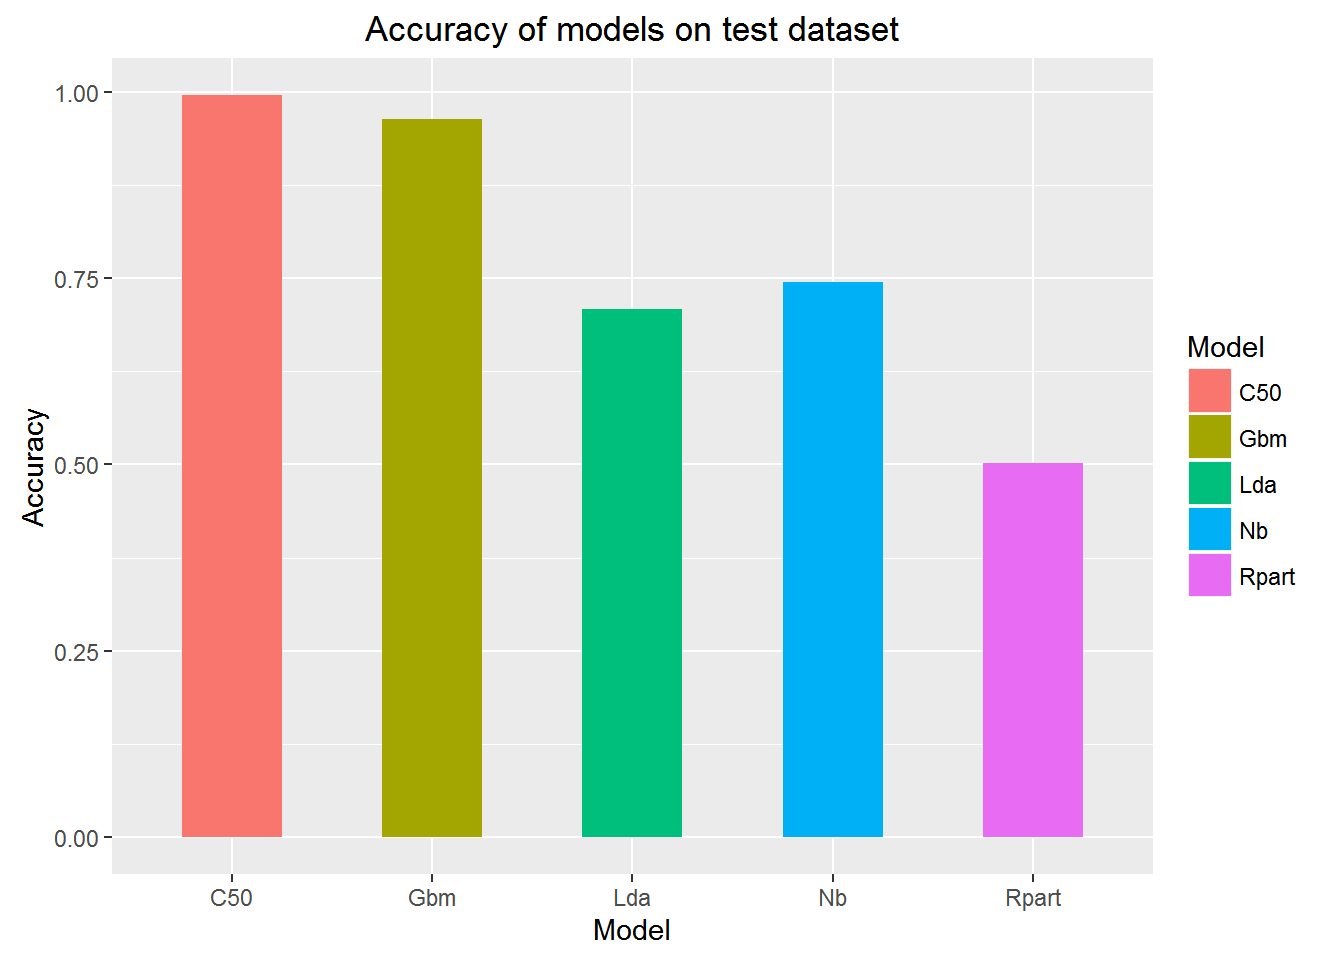 Accuracy of models on test dataset
Accuracy
1.00
0.75
0.50
0.25
0.00
C50 Gbm Lda Nb Rpart
Model
Model
C50
Gbm
Lda
Nb
Rpart